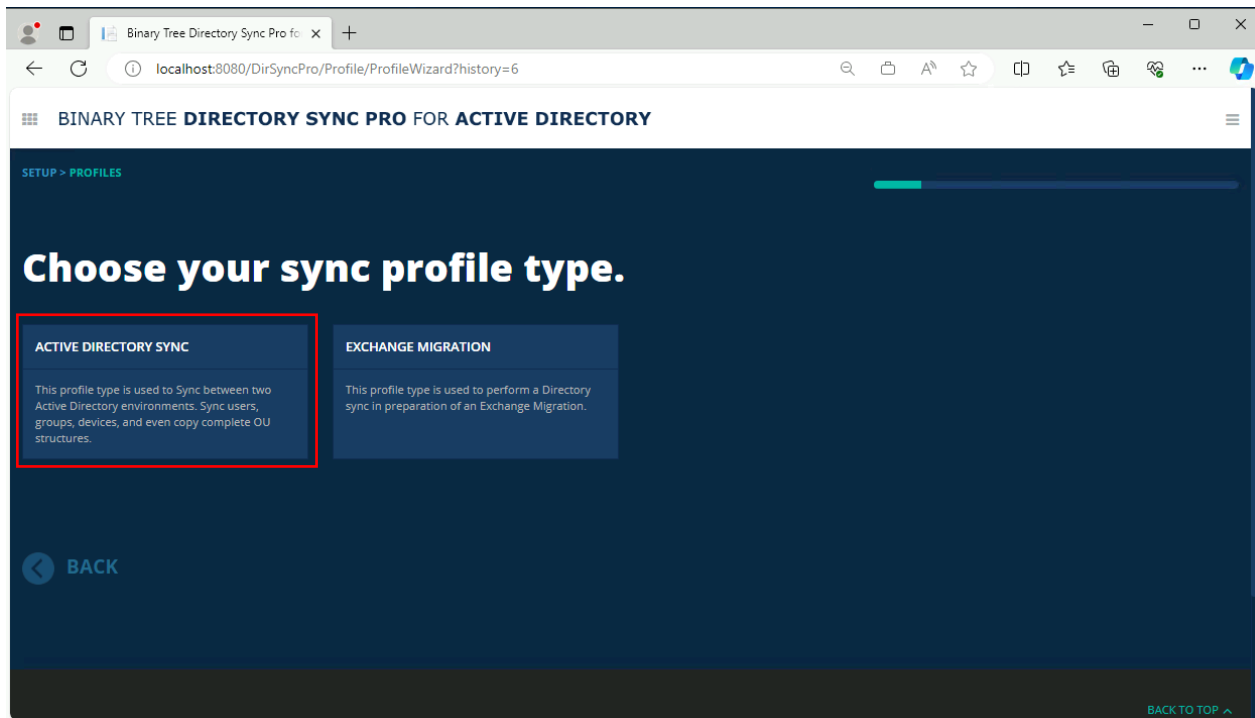 Binary Tree Directory Sync Pro fo
localhost:8080/DirSyncPro/Profile/ProfileWizard?history=6
BINARY TREE DIRECTORY SYNC PRO FOR ACTIVE DIRECTORY
SETUP > PROFILES
Choose your sync profile type.
ACTIVE DIRECTORY SYNC
This profile type is used to Sync between two
Active Directory environments. Sync users,
groups, devices, and even copy complete OU
structures.
EXCHANGE MIGRATION
This profile type is used to perform a Directory
sync in preparation of an Exchange Migration.
BACK
BACK TO TOP